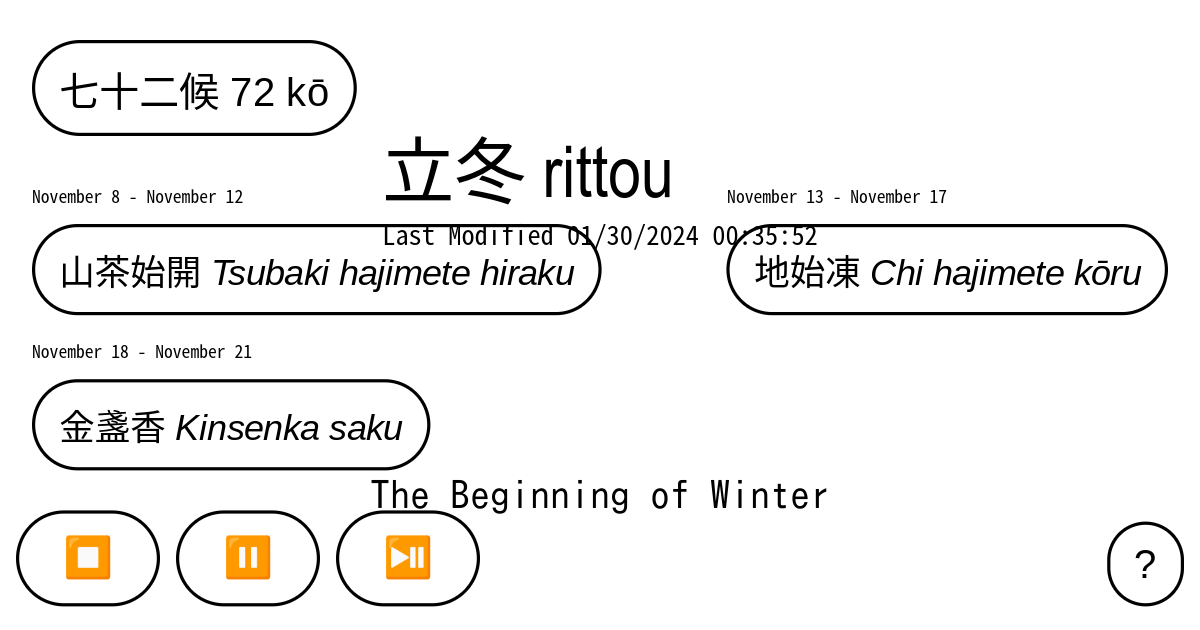 七十二候 72 kō
立冬 rittou
November 8 - November 12
November 13 - November 17
Last Modified 01/30/2024 00:35:52
山茶始開 Tsubaki hajimete hiraku
地始凍 Chi hajimete kōru
November 18 - November 21
金盞香 Kinsenka saku
The Beginning of Winter
?